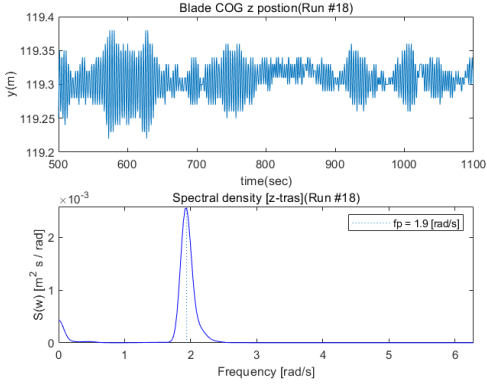 Blade COG z postion(Run #18)
119.4
119.35
119.3
119.25
119.2
y(m)
500 600 700 800 900 1000 1100
time(sec)
×10⁻³
Spectral density [z-tras](Run #18)
fp = 1.9 [rad/s]
2
1
0
S(w) [m² s / rad]
0 1 2 3 4 5 6
Frequency [rad/s]